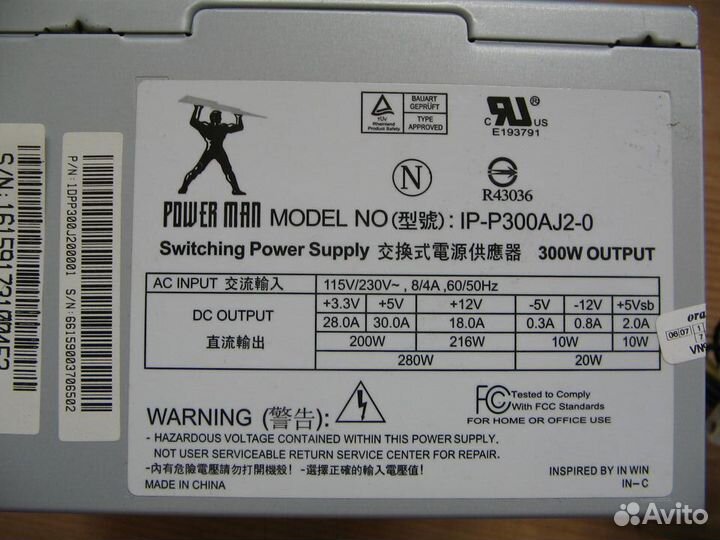 S/N:161591731100453
P/N:1DPP300J200001 S/N:66159003706502
TÜV
Rheinland
Product Safety
BAUART
GEPRÜFT
TYPE
APPROVED
C RU ® US
E193791
N
R43036
POWER MAN MODEL NO(型號): IP-P300AJ2-0
Switching Power Supply 交換式電源供應器 300W OUTPUT
AC INPUT 交流輸入 115V/230V~ , 8/4A ,60/50Hz
DC OUTPUT +3.3V +5V +12V -5V -12V +5Vsb
28.0A 30.0A 18.0A 0.3A 0.8A 2.0A
直流輸出 200W 216W 10W 10W
280W 20W
06 07 1
7
WARNING (警告):
FC Tested to Comply
With FCC Standards
FOR HOME OR OFFICE USE
- HAZARDOUS VOLTAGE CONTAINED WITHIN THIS POWER SUPPLY.
NOT USER SERVICEABLE RETURN SERVICE CENTER FOR REPAIR.
-內有危險電壓請勿打開機殼! -選擇正確的輸入電壓值!
MADE IN CHINA
INSPIRED BY IN WIN
IN-C
Avito